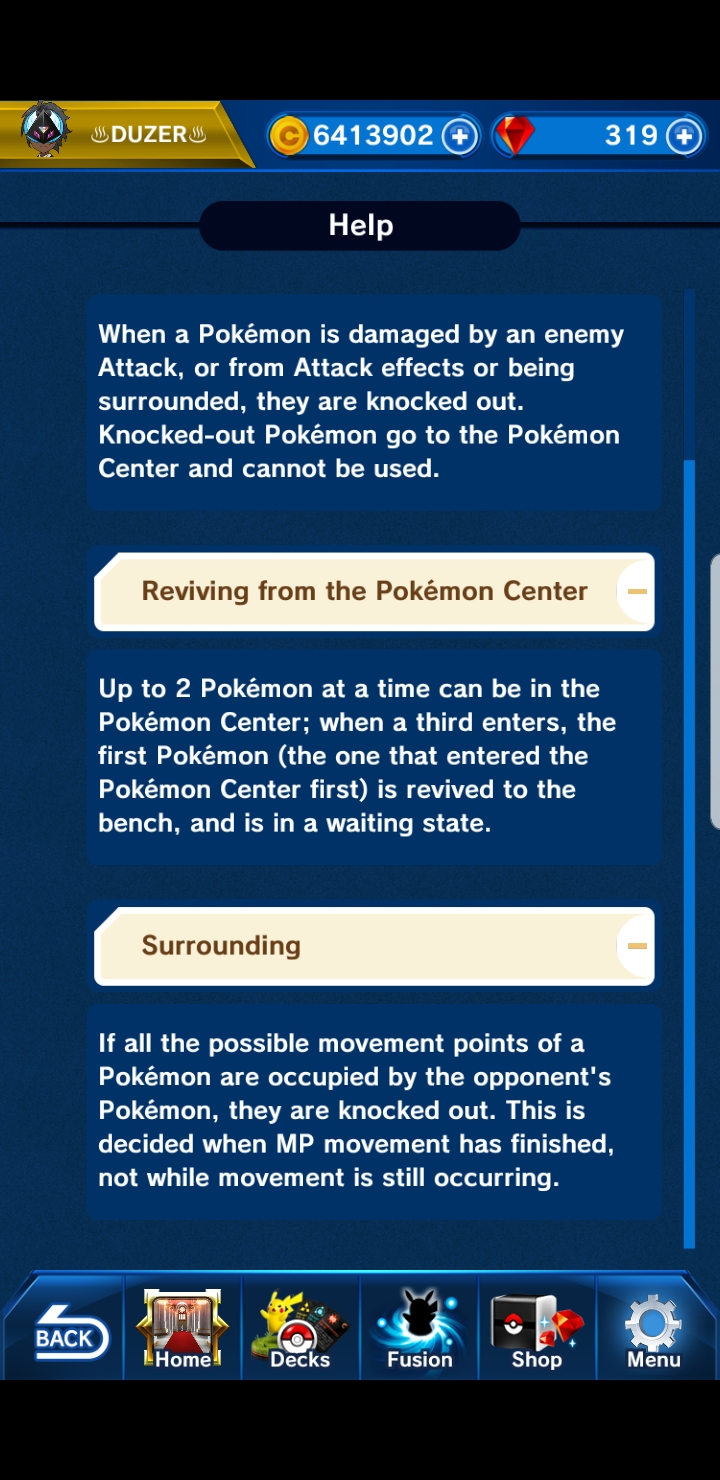 ♨DUZER♨
6413902
319
Help
When a Pokémon is damaged by an enemy
Attack, or from Attack effects or being
surrounded, they are knocked out.
Knocked-out Pokémon go to the Pokémon
Center and cannot be used.
Reviving from the Pokémon Center
Up to 2 Pokémon at a time can be in the
Pokémon Center; when a third enters, the
first Pokémon (the one that entered the
Pokémon Center first) is revived to the
bench, and is in a waiting state.
Surrounding
If all the possible movement points of a
Pokémon are occupied by the opponent's
Pokémon, they are knocked out. This is
decided when MP movement has finished,
not while movement is still occurring.
BACK
Home
Decks
Fusion
Shop
Menu